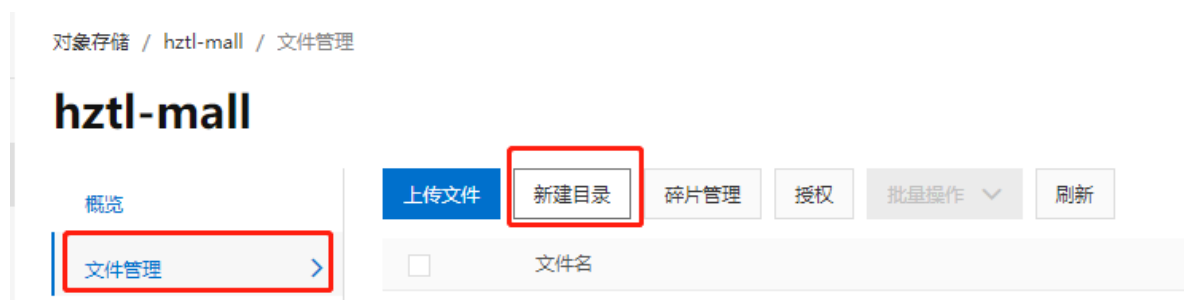 对象存储 / hztl-mall / 文件管理
hztl-mall
上传文件 新建目录 碎片管理 授权 批量操作 刷新
概览
文件管理
文件名